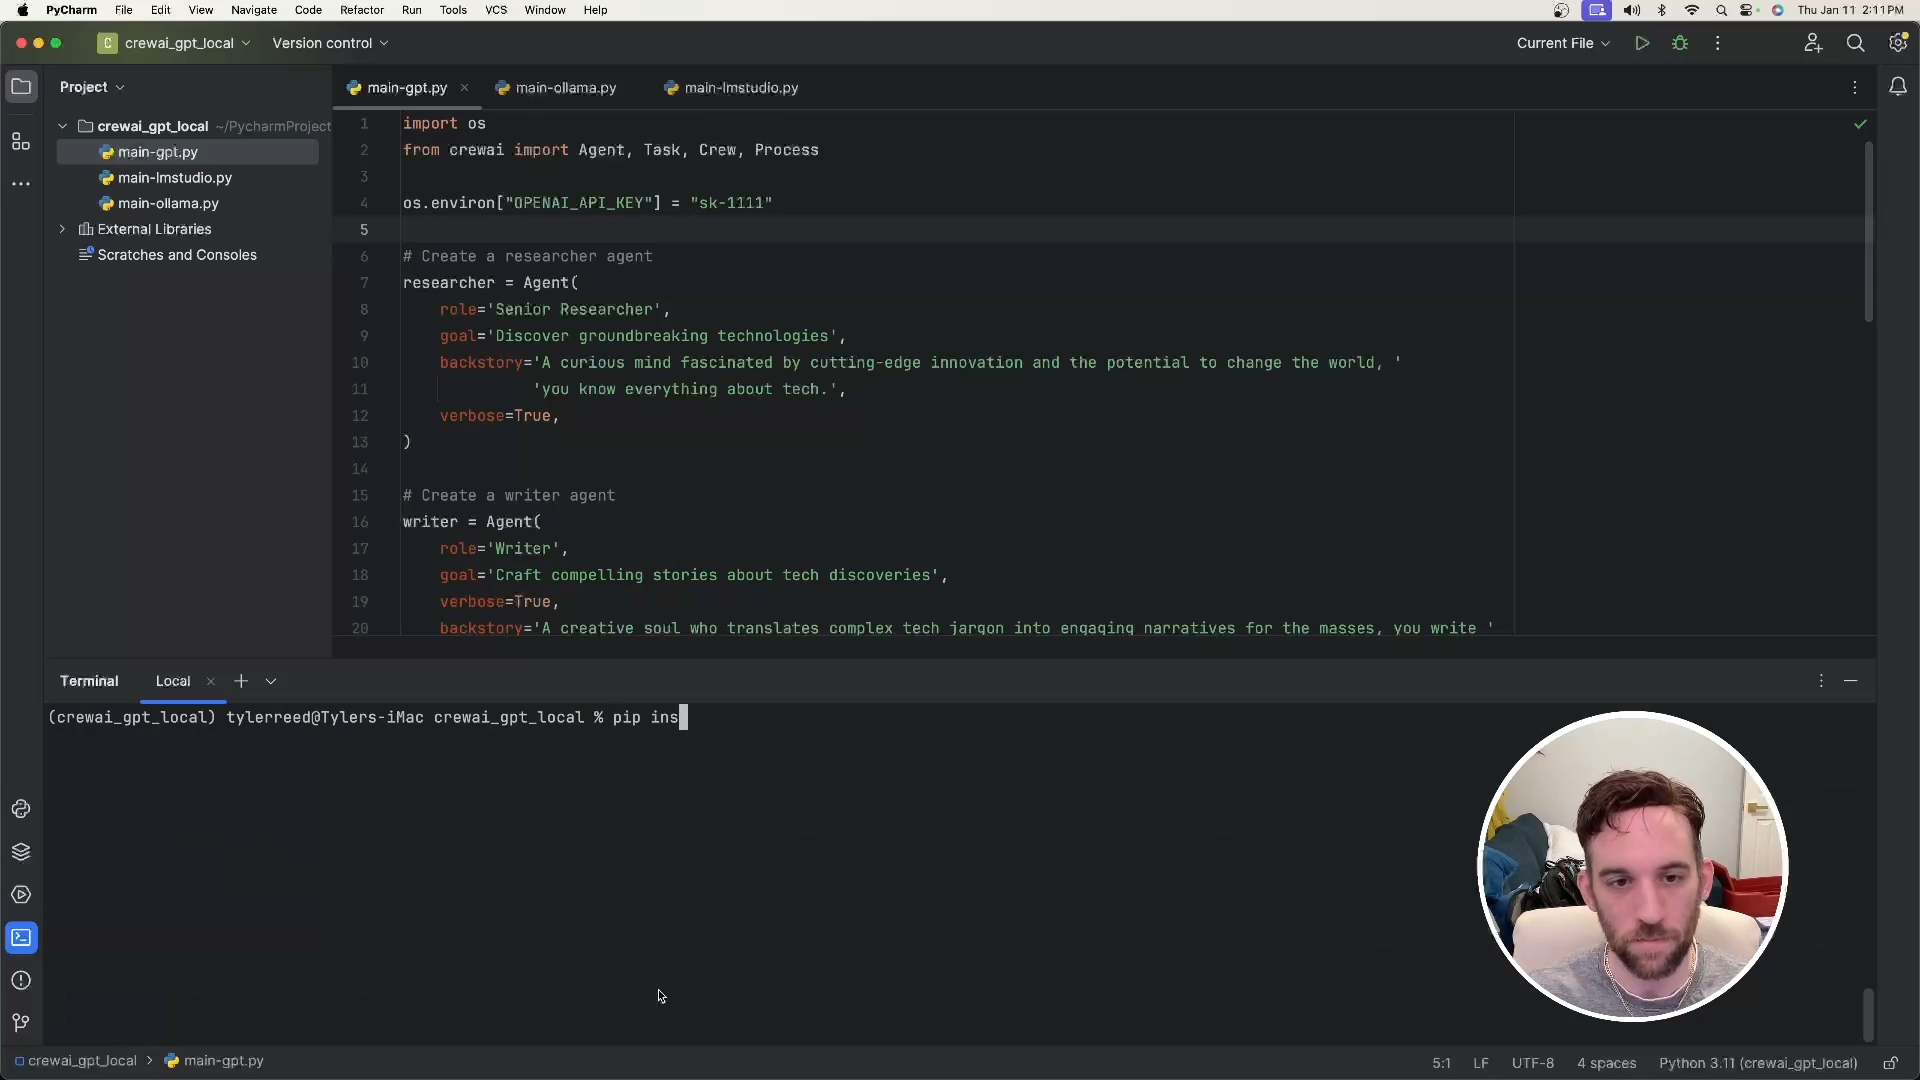 PyCharm File Edit View Navigate Code Refactor Run Tools VCS Window Help Thu Jan 11 2:11 PM
C crewai_gpt_local Version control Current File
Project
main-gpt.py main-ollama.py main-lmstudio.py
crewai_gpt_local ~/PycharmProject
main-gpt.py
main-lmstudio.py
main-ollama.py
External Libraries
Scratches and Consoles
1 import os
2 from crewai import Agent, Task, Crew, Process
3
4 os.environ["OPENAI_API_KEY"] = "sk-1111"
5
6 # Create a researcher agent
7 researcher = Agent(
8 role='Senior Researcher',
9 goal='Discover groundbreaking technologies',
10 backstory='A curious mind fascinated by cutting-edge innovation and the potential to change the world, '
11 'you know everything about tech.',
12 verbose=True,
13 )
14
15 # Create a writer agent
16 writer = Agent(
17 role='Writer',
18 goal='Craft compelling stories about tech discoveries',
19 verbose=True,
20 backstory='A creative soul who translates complex tech jargon into engaging narratives for the masses, you write '
Terminal Local
(crewai_gpt_local) tylerreed@Tylers-iMac crewai_gpt_local % pip ins
crewai_gpt_local > main-gpt.py 5:1 LF UTF-8 4 spaces Python 3.11 (crewai_gpt_local)